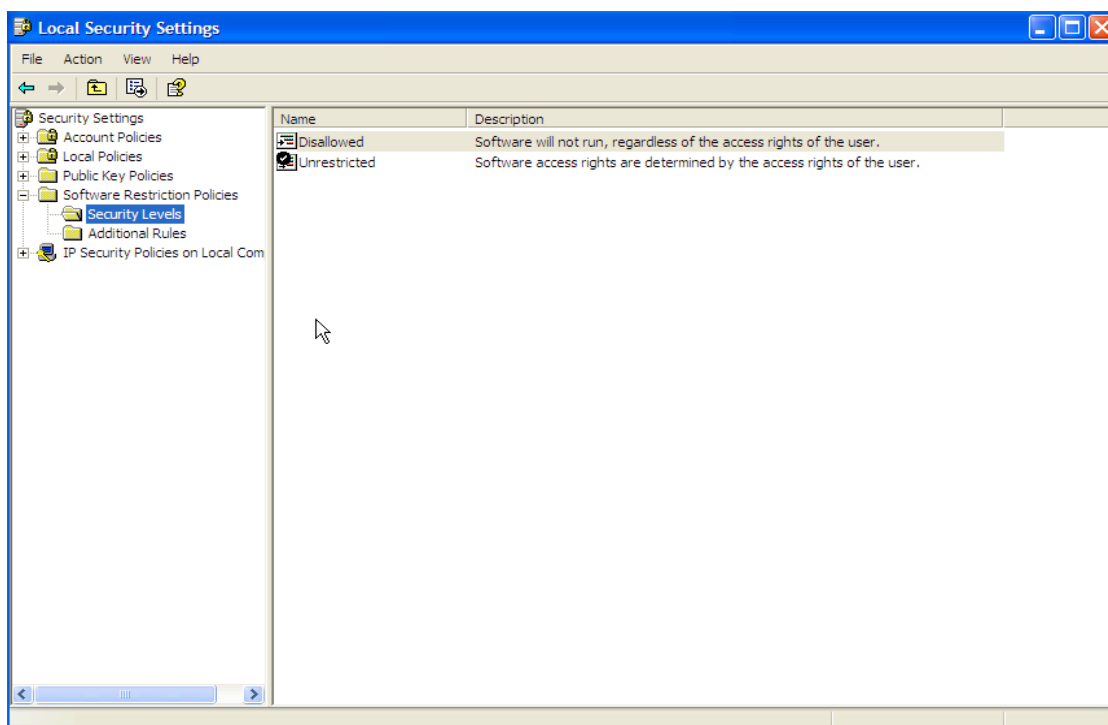 Local Security Settings
File Action View Help
Security Settings
Account Policies
Local Policies
Public Key Policies
Software Restriction Policies
Security Levels
Additional Rules
IP Security Policies on Local Com
Name Description
Disallowed Software will not run, regardless of the access rights of the user.
Unrestricted Software access rights are determined by the access rights of the user.